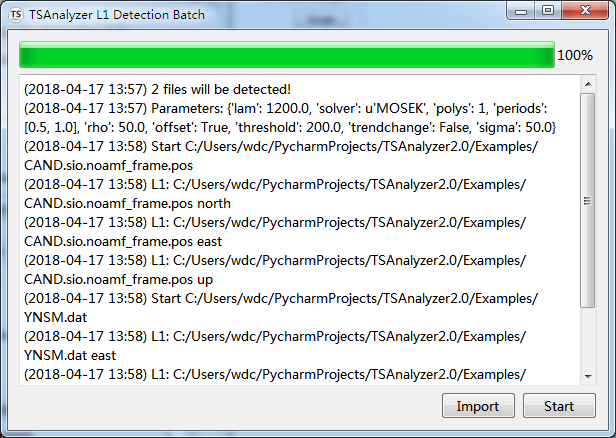 TS TSAnalyzer L1 Detection Batch
100%
(2018-04-17 13:57) 2 files will be detected!
(2018-04-17 13:57) Parameters: {'lam': 1200.0, 'solver': u'MOSEK', 'polys': 1, 'periods':
[0.5, 1.0], 'rho': 50.0, 'offset': True, 'threshold': 200.0, 'trendchange': False, 'sigma': 50.0}
(2018-04-17 13:58) Start C:/Users/wdc/PycharmProjects/TSAnalyzer2.0/Examples/
CAND.sio.noamf_frame.pos
(2018-04-17 13:58) L1: C:/Users/wdc/PycharmProjects/TSAnalyzer2.0/Examples/
CAND.sio.noamf_frame.pos north
(2018-04-17 13:58) L1: C:/Users/wdc/PycharmProjects/TSAnalyzer2.0/Examples/
CAND.sio.noamf_frame.pos east
(2018-04-17 13:58) L1: C:/Users/wdc/PycharmProjects/TSAnalyzer2.0/Examples/
CAND.sio.noamf_frame.pos up
(2018-04-17 13:58) Start C:/Users/wdc/PycharmProjects/TSAnalyzer2.0/Examples/
YNSM.dat
(2018-04-17 13:58) L1: C:/Users/wdc/PycharmProjects/TSAnalyzer2.0/Examples/
YNSM.dat east
(2018-04-17 13:58) L1: C:/Users/wdc/PycharmProjects/TSAnalyzer2.0/Examples/
Import Start